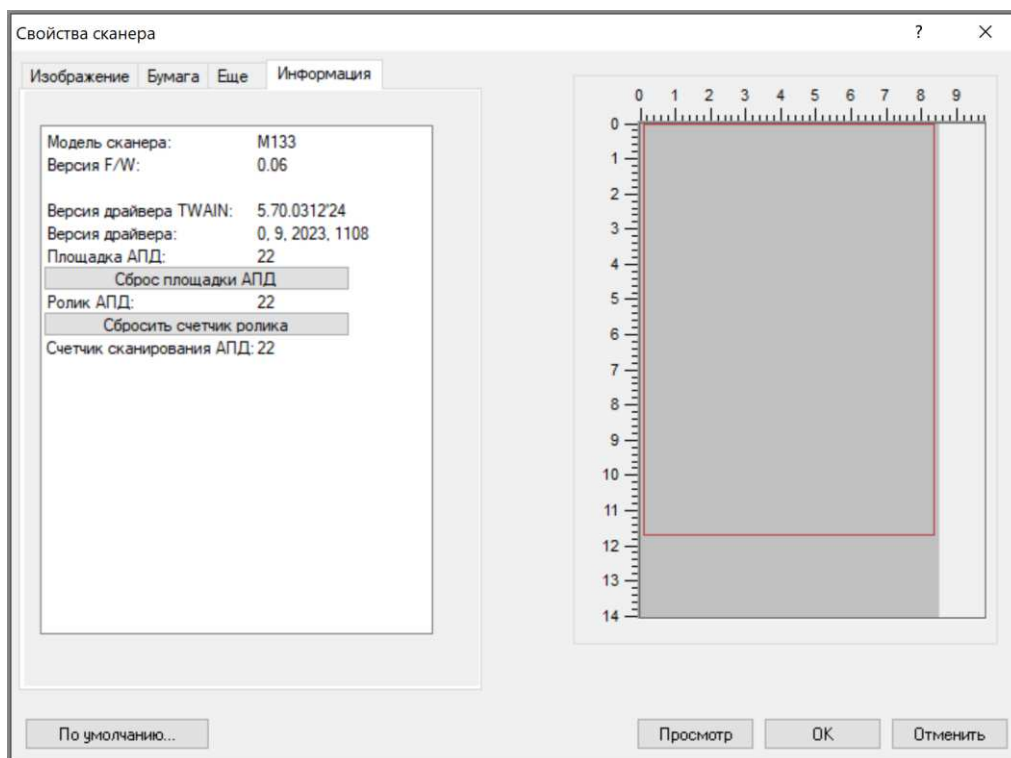 Свойства сканера ? ×
Изображение Бумага Еще Информация
Модель сканера: M133
Версия F/W: 0.06
Версия драйвера TWAIN: 5.70.0312'24
Версия драйвера: 0, 9, 2023, 1108
Площадка АПД: 22
Сброс площадки АПД
Ролик АПД: 22
Сбросить счетчик ролика
Счетчик сканирования АПД: 22
0 1 2 3 4 5 6 7 8 9
0
1
2
3
4
5
6
7
8
9
10
11
12
13
14
По умолчанию... Просмотр OK Отменить